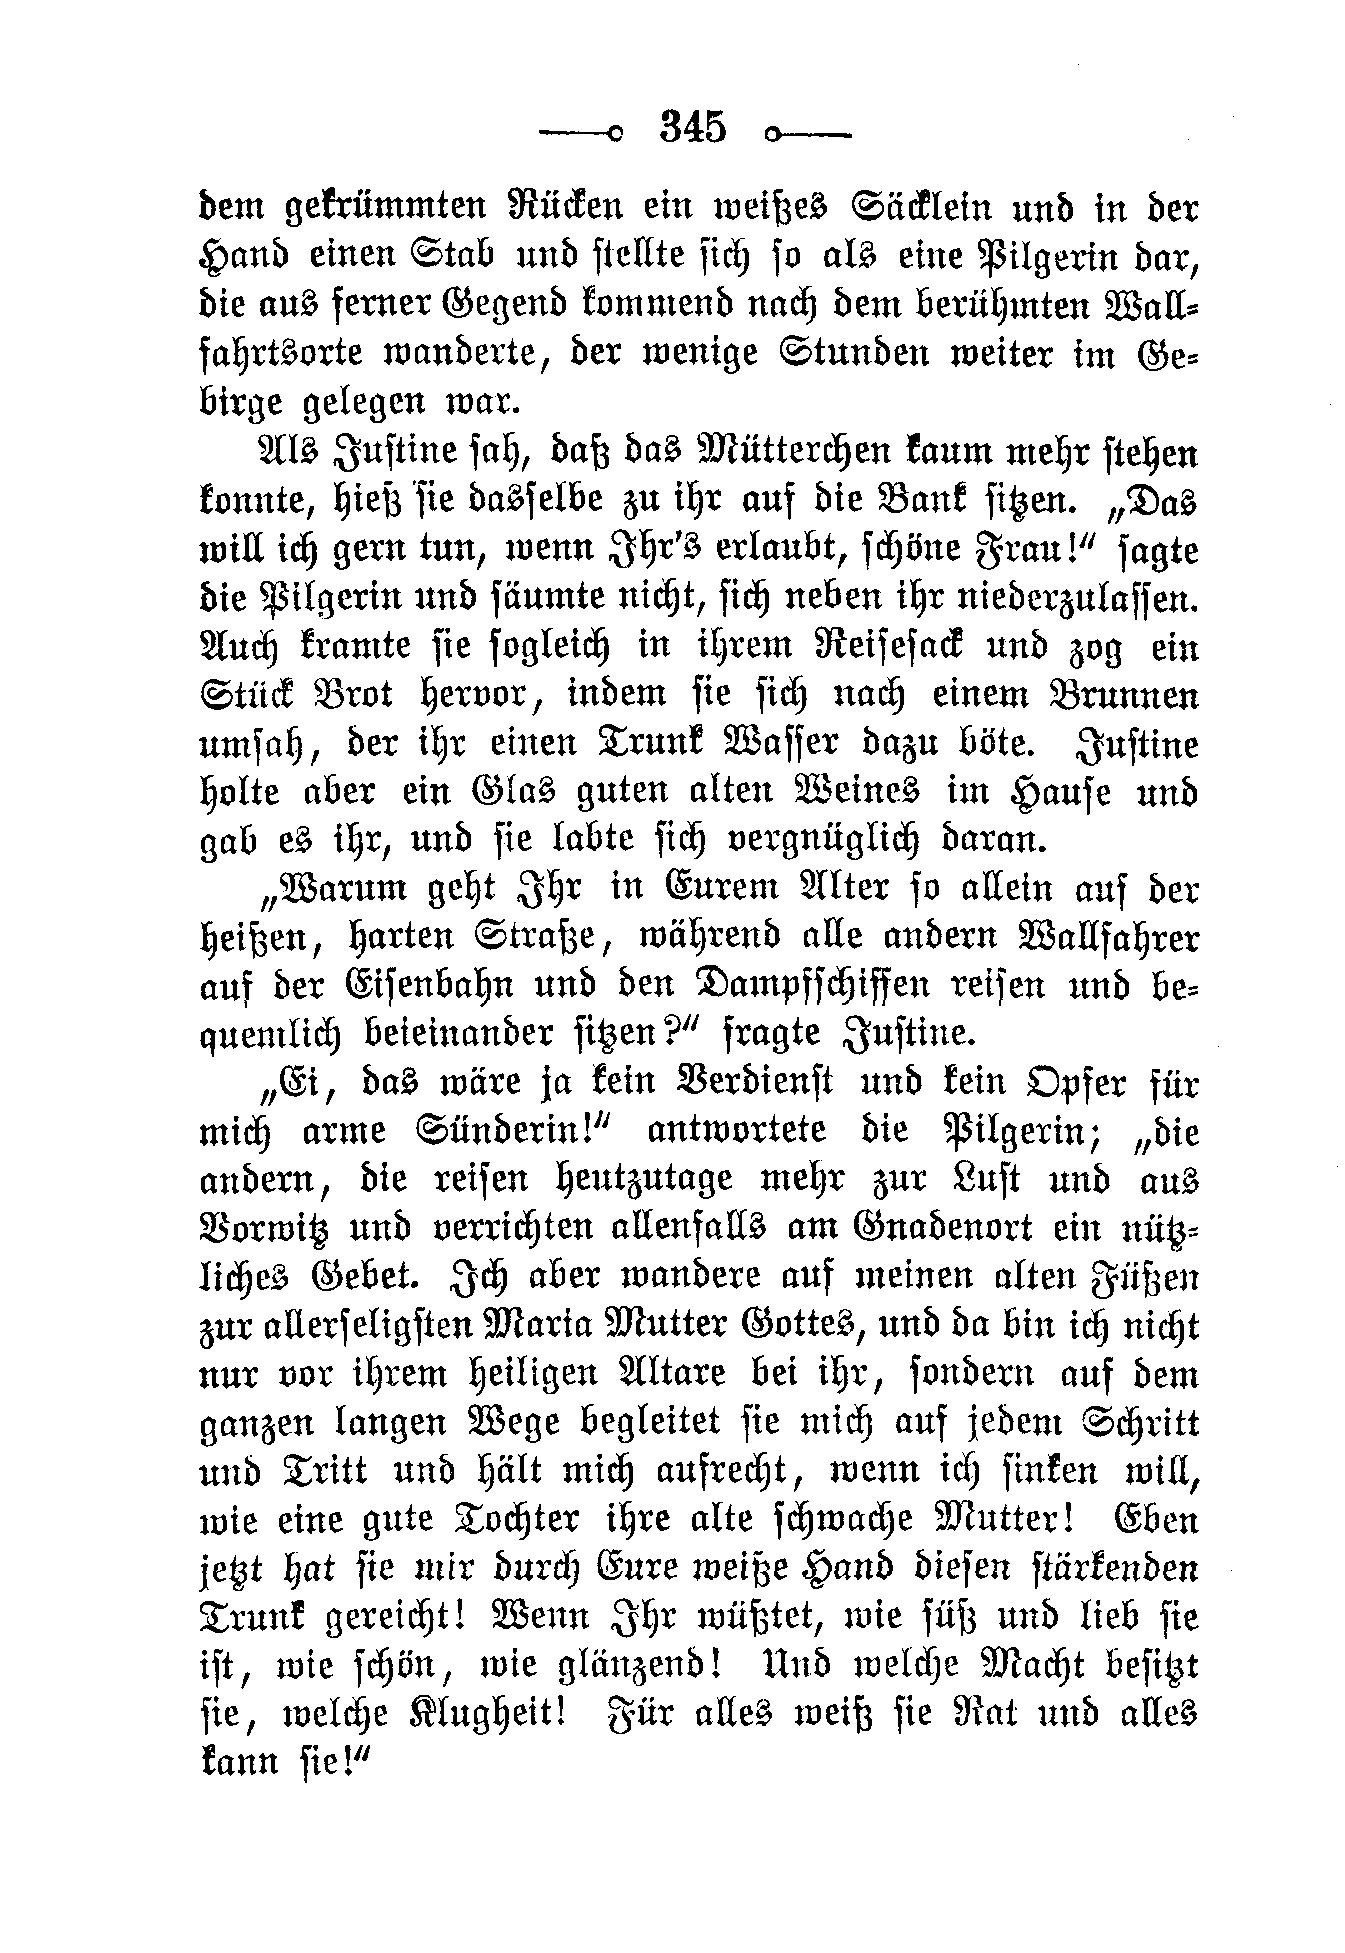 345
dem gekrümmten Rücken ein weißes Säcklein und in der
Hand einen Stab und stellte sich so als eine Pilgerin dar,
die aus ferner Gegend kommend nach dem berühmten Wall-
fahrtsorte wanderte, der wenige Stunden weiter im Ge-
birge gelegen war.
Als Justine sah, daß das Mütterchen kaum mehr stehen
konnte, hieß sie dasselbe zu ihr auf die Bank sitzen. „Das
will ich gern tun, wenn Ihr's erlaubt, schöne Frau!“ sagte
die Pilgerin und säumte nicht, sich neben ihr niederzulassen.
Auch kramte sie sogleich in ihrem Reisesack und zog ein
Stück Brot hervor, indem sie sich nach einem Brunnen
umsah, der ihr einen Trunk Wasser dazu böte. Justine
holte aber ein Glas guten alten Weines im Hause und
gab es ihr, und sie labte sich vergnüglich daran.
„Warum geht Ihr in Eurem Alter so allein auf der
heißen, harten Straße, während alle andern Wallfahrer
auf der Eisenbahn und den Dampfschiffen reisen und be-
quemlich beieinander sitzen?“ fragte Justine.
„Ei, das wäre ja kein Verdienst und kein Opfer für
mich arme Sünderin!“ antwortete die Pilgerin; „die
andern, die reisen heutzutage mehr zur Lust und aus
Vorwitz und verrichten allenfalls am Gnadenort ein nütz-
liches Gebet. Ich aber wandere auf meinen alten Füßen
zur allerseligsten Maria Mutter Gottes, und da bin ich nicht
nur vor ihrem heiligen Altare bei ihr, sondern auf dem
ganzen langen Wege begleitet sie mich auf jedem Schritt
und Tritt und hält mich aufrecht, wenn ich sinken will,
wie eine gute Tochter ihre alte schwache Mutter! Eben
jetzt hat sie mir durch Eure weiße Hand diesen stärkenden
Trunk gereicht! Wenn Ihr wüßtet, wie süß und lieb sie
ist, wie schön, wie glänzend! Und welche Macht besitzt
sie, welche Klugheit! Für alles weiß sie Rat und alles
kann sie!“